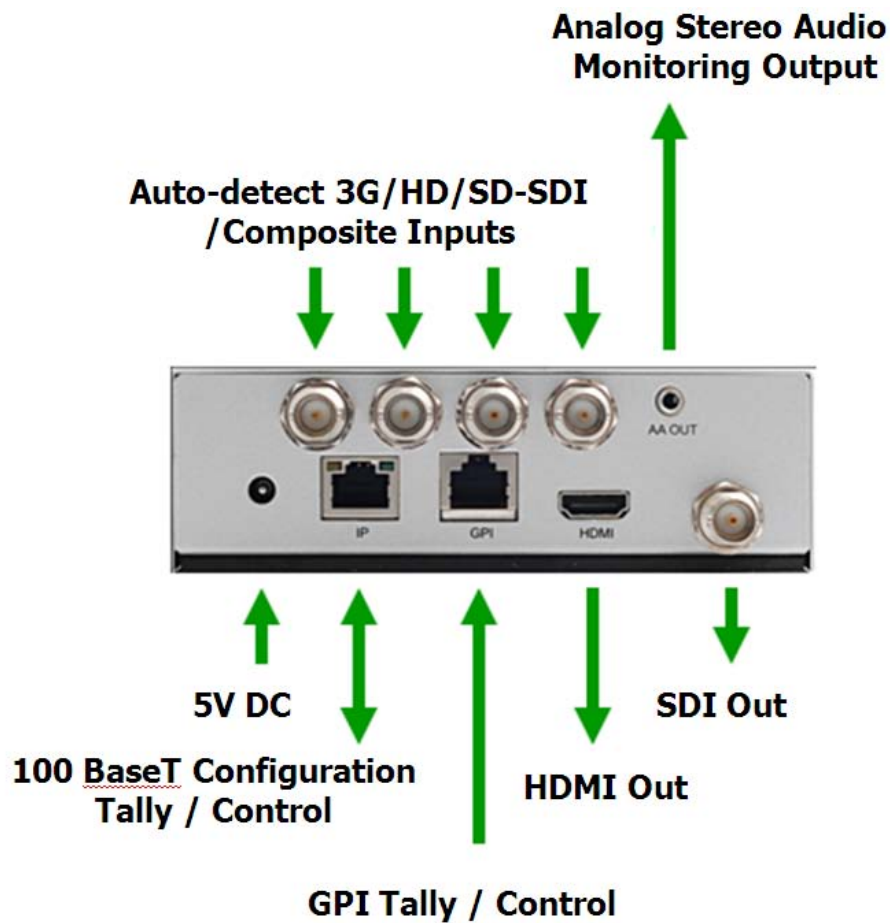 Analog Stereo Audio
Monitoring Output
Auto-detect 3G/HD/SD-SDI
/Composite Inputs
AA OUT
IP
GPI
HDMI
5V DC
SDI Out
100 BaseT Configuration
Tally / Control
HDMI Out
GPI Tally / Control